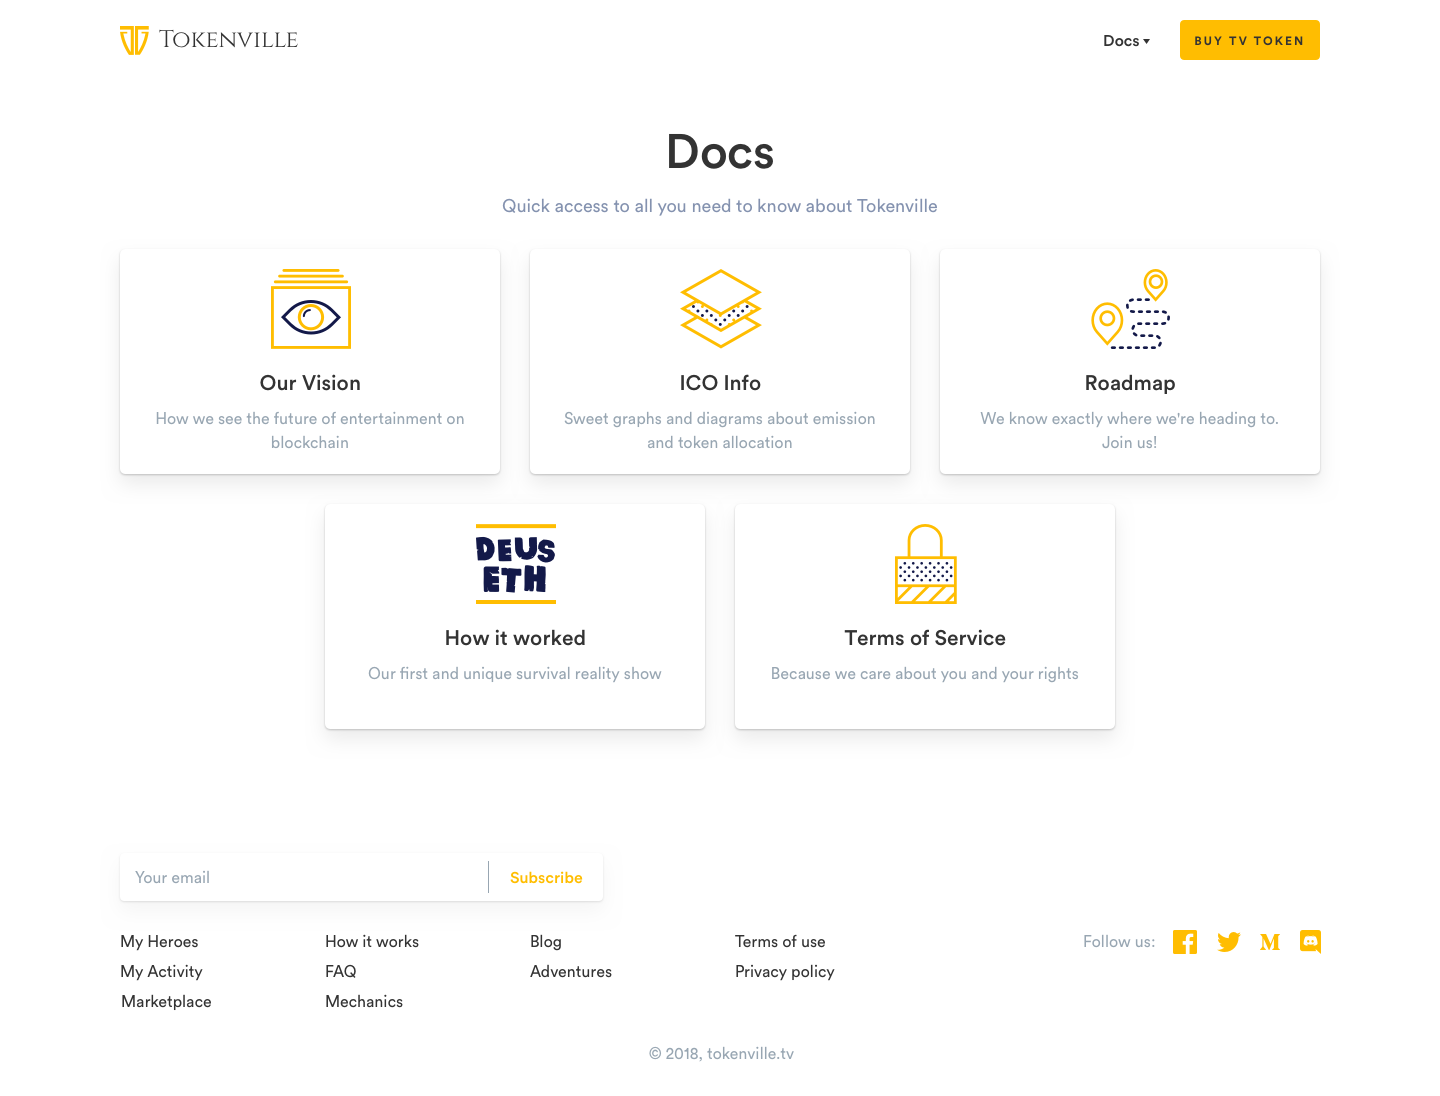 TOKENVILLE
Docs
BUY TV TOKEN
Docs
Quick access to all you need to know about Tokenville
Our Vision
How we see the future of entertainment on
blockchain
ICO Info
Sweet graphs and diagrams about emission
and token allocation
Roadmap
We know exactly where we're heading to.
Join us!
DEUS
ETH
How it worked
Our first and unique survival reality show
Terms of Service
Because we care about you and your rights
Your email
Subscribe
My Heroes
My Activity
Marketplace
How it works
FAQ
Mechanics
Blog
Adventures
Terms of use
Privacy policy
Follow us:
© 2018, tokenville.tv